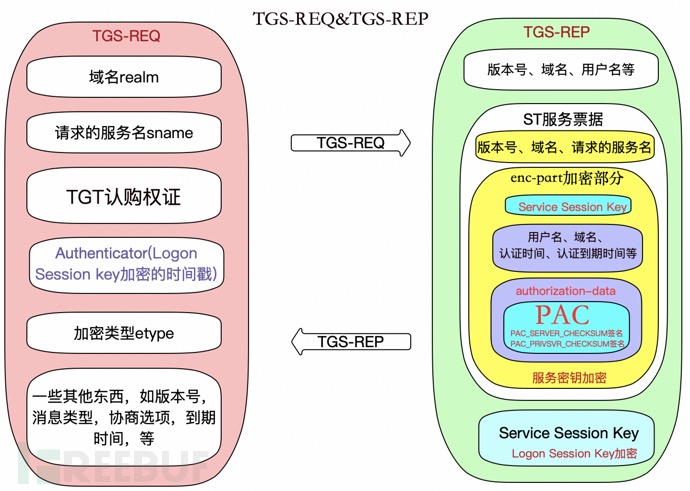 TGS-REQ&TGS-REP
TGS-REQ
域名realm
请求的服务名sname
TGT认购权证
Authenticator(Logon
Session key加密的时间戳)
加密类型etype
一些其他东西，如版本号，
消息类型，协商选项，到期
时间，等
TGS-REQ
TGS-REP
TGS-REP
版本号、域名、用户名等
ST服务票据
版本号、域名、请求的服务名
enc-part加密部分
Service Session Key
用户名、域名、
认证时间、认证到期时间等
authorization-data
PAC
PAC_SERVER_CHECKSUM签名
PAC_PRIVSVR_CHECKSUM签名
服务密钥加密
Service Session Key
Logon Session Key加密
REEBUF